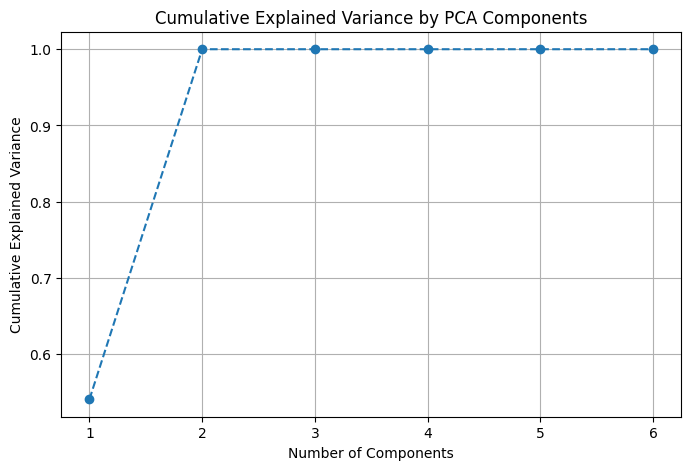 Cumulative Explained Variance by PCA Components
Cumulative Explained Variance
1.0
0.9
0.8
0.7
0.6
1 2 3 4 5 6
Number of Components